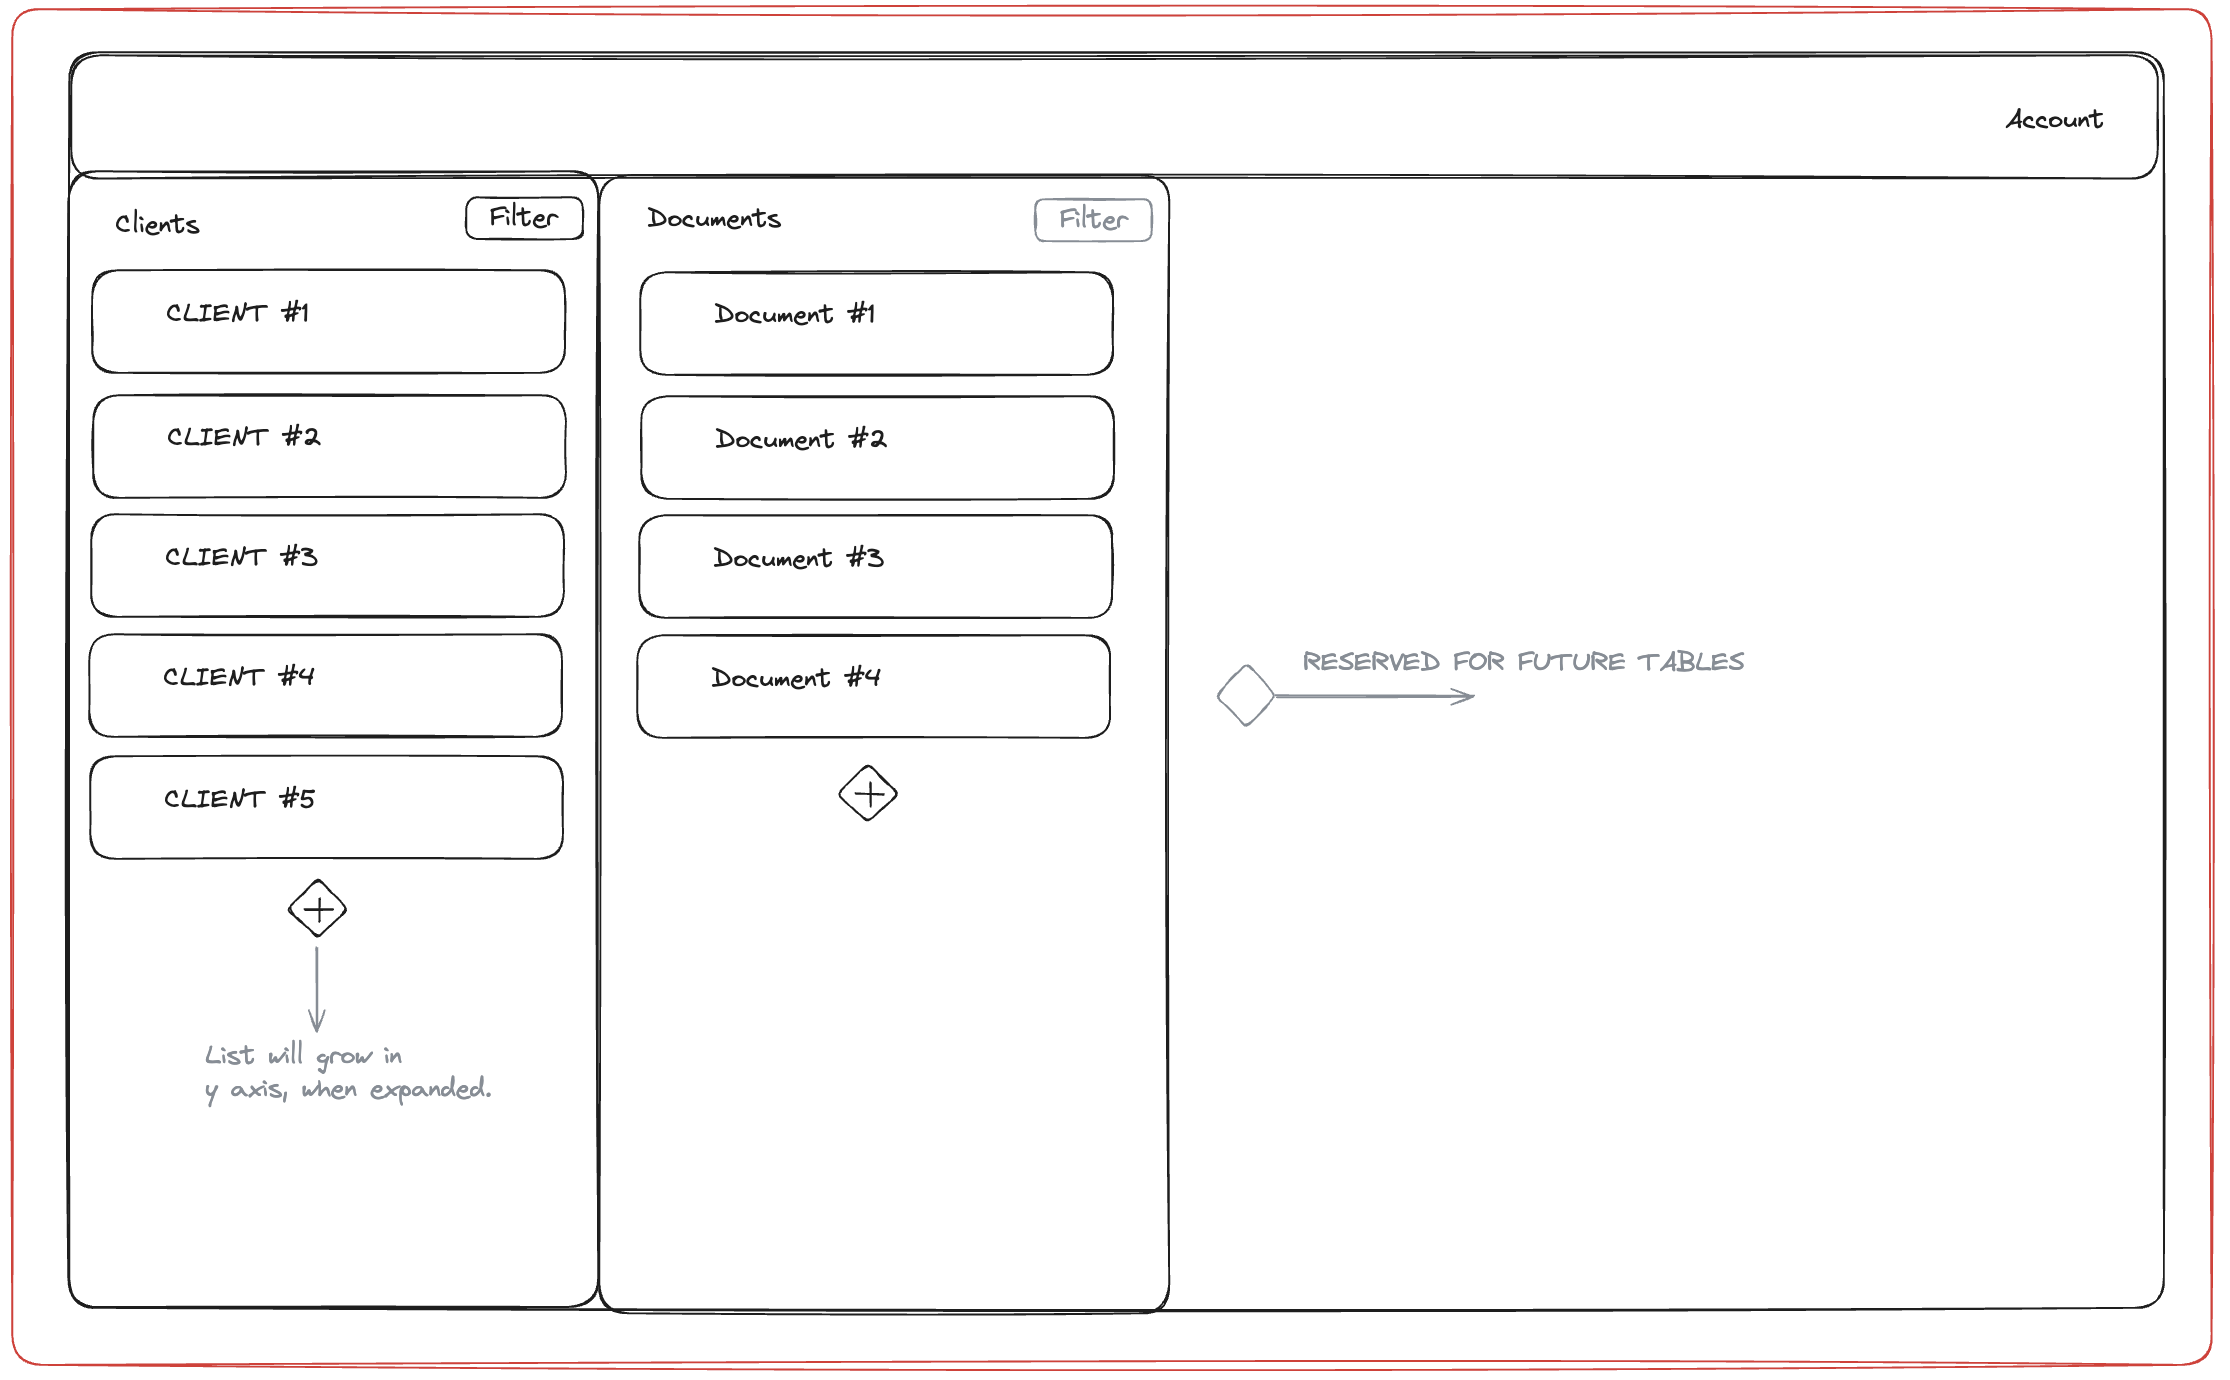 Account
Clients
Filter
CLIENT #1
CLIENT #2
CLIENT #3
CLIENT #4
CLIENT #5
List will grow in
y axis, when expanded.
Documents
Filter
Document #1
Document #2
Document #3
Document #4
RESERVED FOR FUTURE TABLES